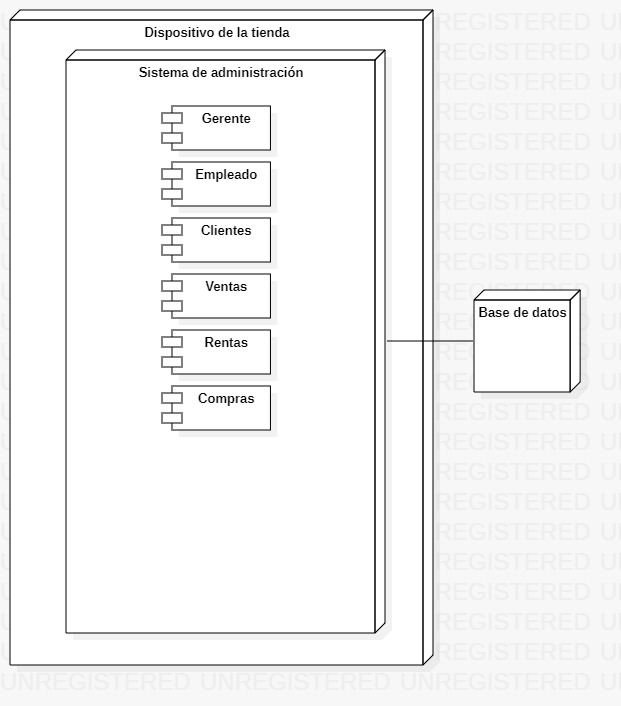 Dispositivo de la tienda
Sistema de administración
Gerente
Empleado
Clientes
Ventas
Rentas
Compras
Base de datos
UNREGISTERED UNREGISTERED UNREGISTERED